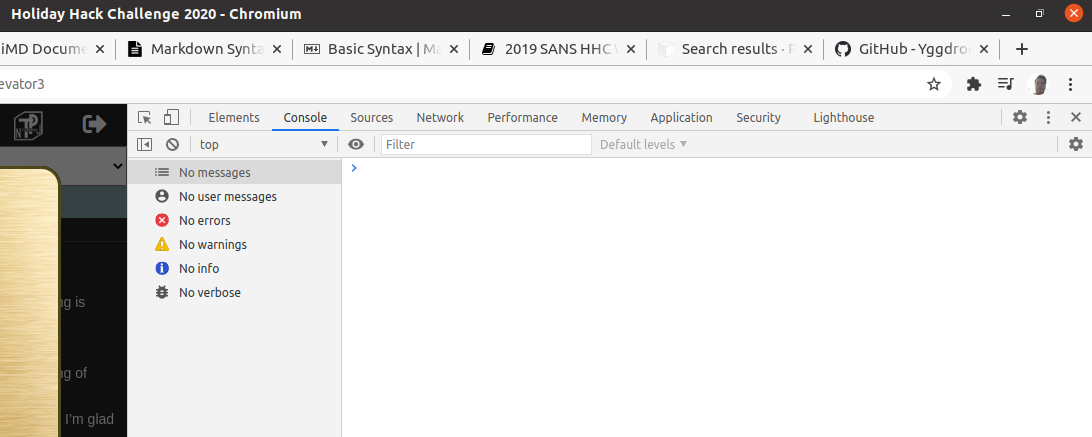 Holiday Hack Challenge 2020 - Chromium
iMD Docume Markdown Synta Basic Syntax | Ma 2019 SANS HHC Search results · GitHub - Yggdro
evator3
Elements Console Sources Network Performance Memory Application Security Lighthouse
top Filter Default levels
No messages
No user messages
No errors
No warnings
No info
No verbose
ng is
ng of
I'm glad